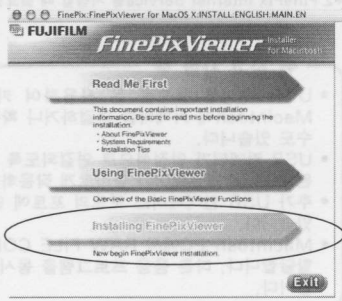 FinePix:FinePixViewer for MacOS X.INSTALL.ENGLISH.MAIN.EN
FUJIFILM
FinePixViewer Installer
for Macintosh
Read Me First
This document contains important installation
information. Be sure to read this before beginning the
installation.
- About FinePixViewer
- System Requirements
- Installation Tips
Using FinePixViewer
Overview of the Basic FinePixViewer Functions
Installing FinePixViewer
Now begin FinePixViewer installation.
Exit